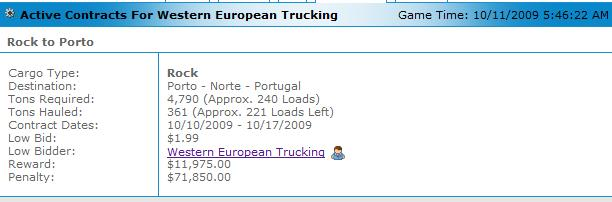 Active Contracts For Western European Trucking Game Time: 10/11/2009 5:46:22 AM
Rock to Porto
Cargo Type: Rock
Destination: Porto - Norte - Portugal
Tons Required: 4,790 (Approx. 240 Loads)
Tons Hauled: 361 (Approx. 221 Loads Left)
Contract Dates: 10/10/2009 - 10/17/2009
Low Bid: $1.99
Low Bidder: Western European Trucking
Reward: $11,975.00
Penalty: $71,850.00